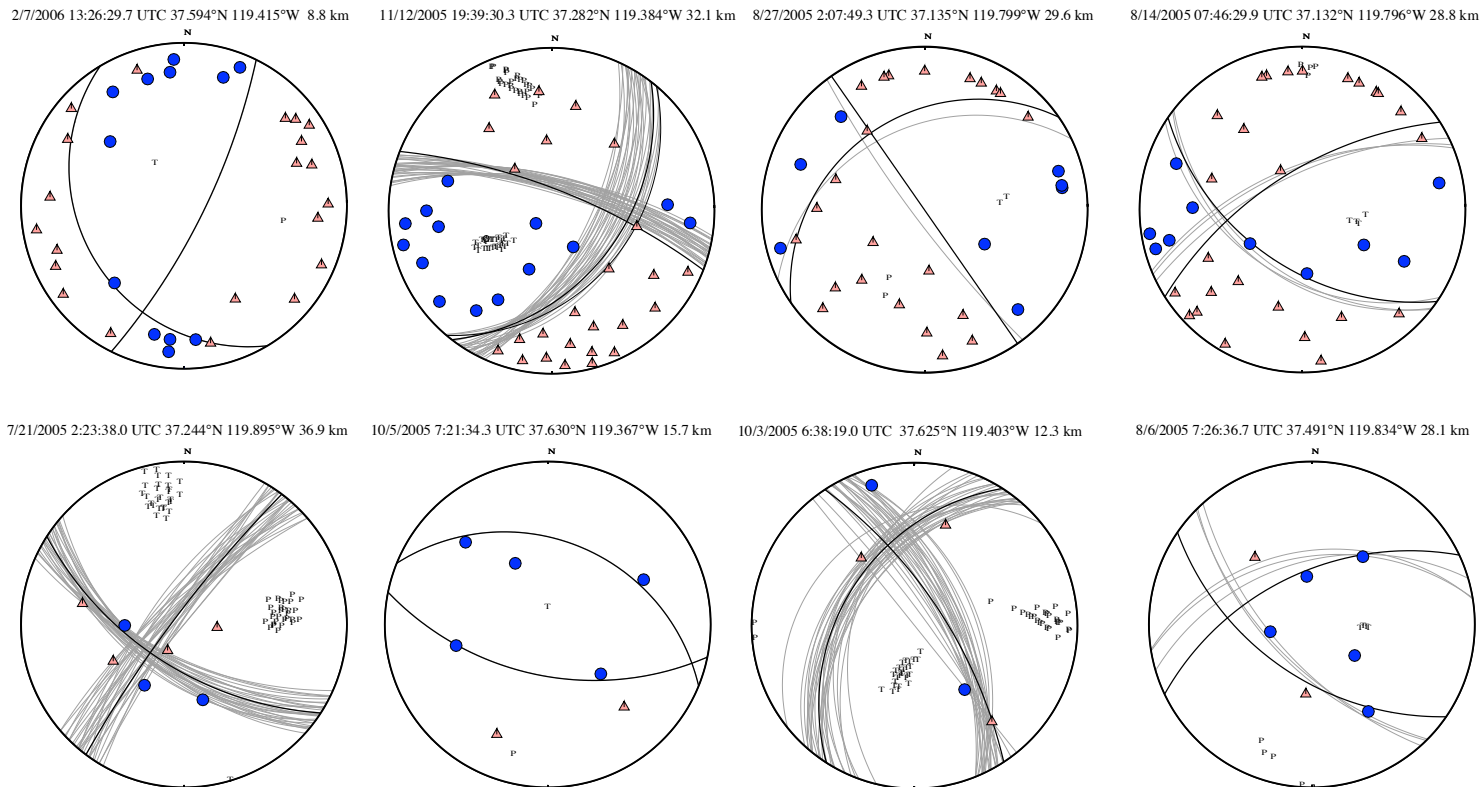 2/7/2006 13:26:29.7 UTC 37.594°N 119.415°W 8.8 km
11/12/2005 19:39:30.3 UTC 37.282°N 119.384°W 32.1 km
8/27/2005 2:07:49.3 UTC 37.135°N 119.799°W 29.6 km
8/14/2005 07:46:29.9 UTC 37.132°N 119.796°W 28.8 km
N
N
N
N
T
P
7/21/2005 2:23:38.0 UTC 37.244°N 119.895°W 36.9 km
10/5/2005 7:21:34.3 UTC 37.630°N 119.367°W 15.7 km
10/3/2005 6:38:19.0 UTC 37.625°N 119.403°W 12.3 km
8/6/2005 7:26:36.7 UTC 37.491°N 119.834°W 28.1 km
N
N
N
N
T
P